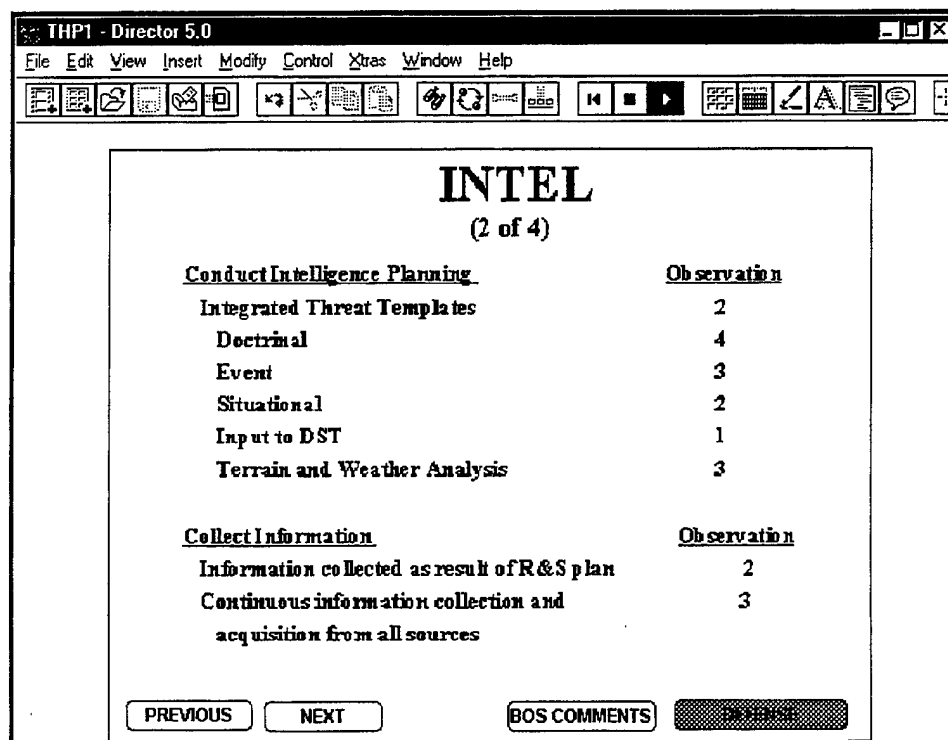 THP1 - Director 5.0
File Edit View Insert Modify Control Xtras Window Help
INTEL
(2 of 4)
Conduct Intelligence Planning Observation
Integrated Threat Templates 2
Doctrinal 4
Event 3
Situational 2
Input to DST 1
Terrain and Weather Analysis 3
Collect Information Observation
Information collected as result of R&S plan 2
Continuous information collection and 3
acquisition from all sources
PREVIOUS NEXT BOS COMMENTS DEFENSE